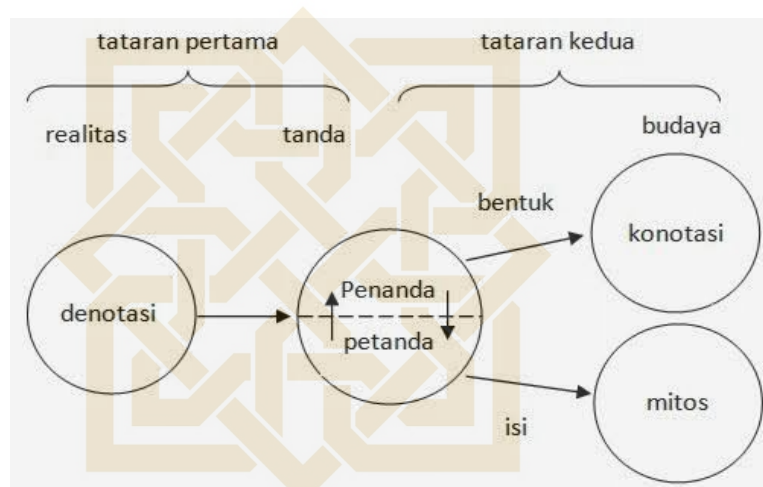 tataran pertama
tataran kedua
realitas
tanda
budaya
bentuk
konotasi
denotasi
Penanda
petanda
mitos
isi